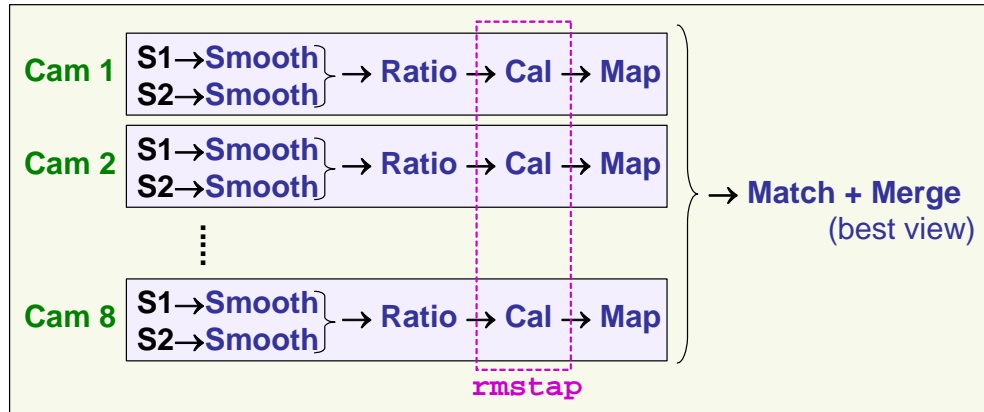 Cam 1
S1→Smooth
S2→Smooth
→ Ratio → Cal → Map
Cam 2
S1→Smooth
S2→Smooth
→ Ratio → Cal → Map
Cam 8
S1→Smooth
S2→Smooth
→ Ratio → Cal → Map
rmstap
→ Match + Merge
(best view)